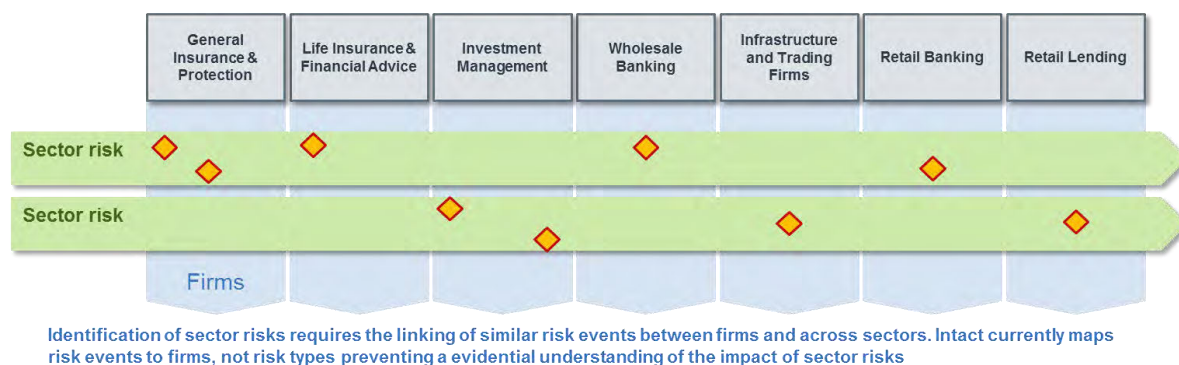 General
Insurance &
Protection
Life Insurance &
Financial Advice
Investment
Management
Wholesale
Banking
Infrastructure
and Trading
Firms
Retail Banking
Retail Lending
Sector risk
Sector risk
Firms
Identification of sector risks requires the linking of similar risk events between firms and across sectors. Intact currently maps
risk events to firms, not risk types preventing a evidential understanding of the impact of sector risks